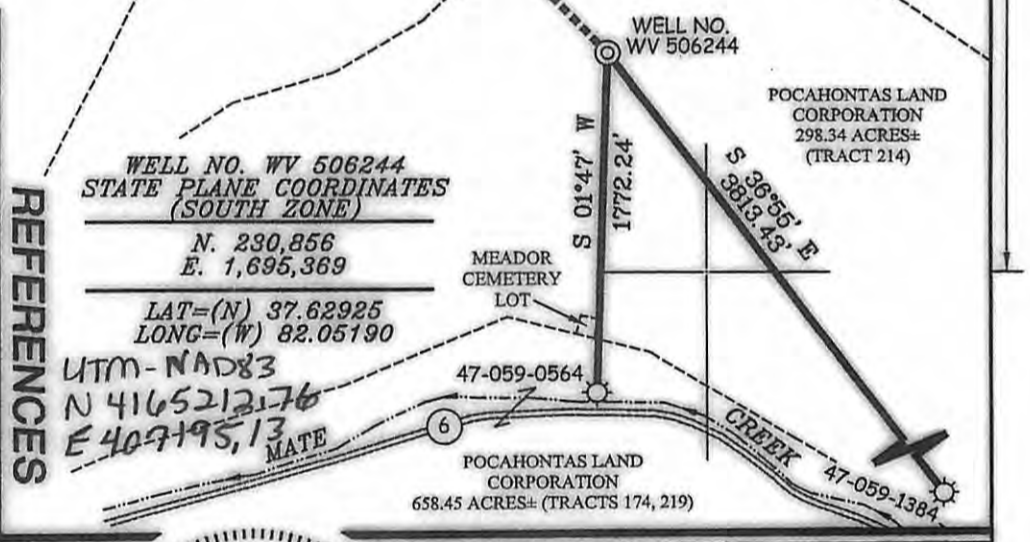 WELL NO.
WV 506244
POCAHONTAS LAND
CORPORATION
298.34 ACRES±
(TRACT 214)
WELL NO. WV 506244
STATE PLANE COORDINATES
(SOUTH ZONE)
N. 230,856
E. 1,695,369
LAT=(N) 37.62925
LONG=(W) 82.05190
UTM-NAD83
N 4165212.76
E 407195,13
REFERENCES
S 01°47' W
1772.24'
S 36°55' E
3813.43'
MEADOR
CEMETERY
LOT
47-059-0564
6
MATE
CREEK
47-059-1384
POCAHONTAS LAND
CORPORATION
658.45 ACRES± (TRACTS 174, 219)